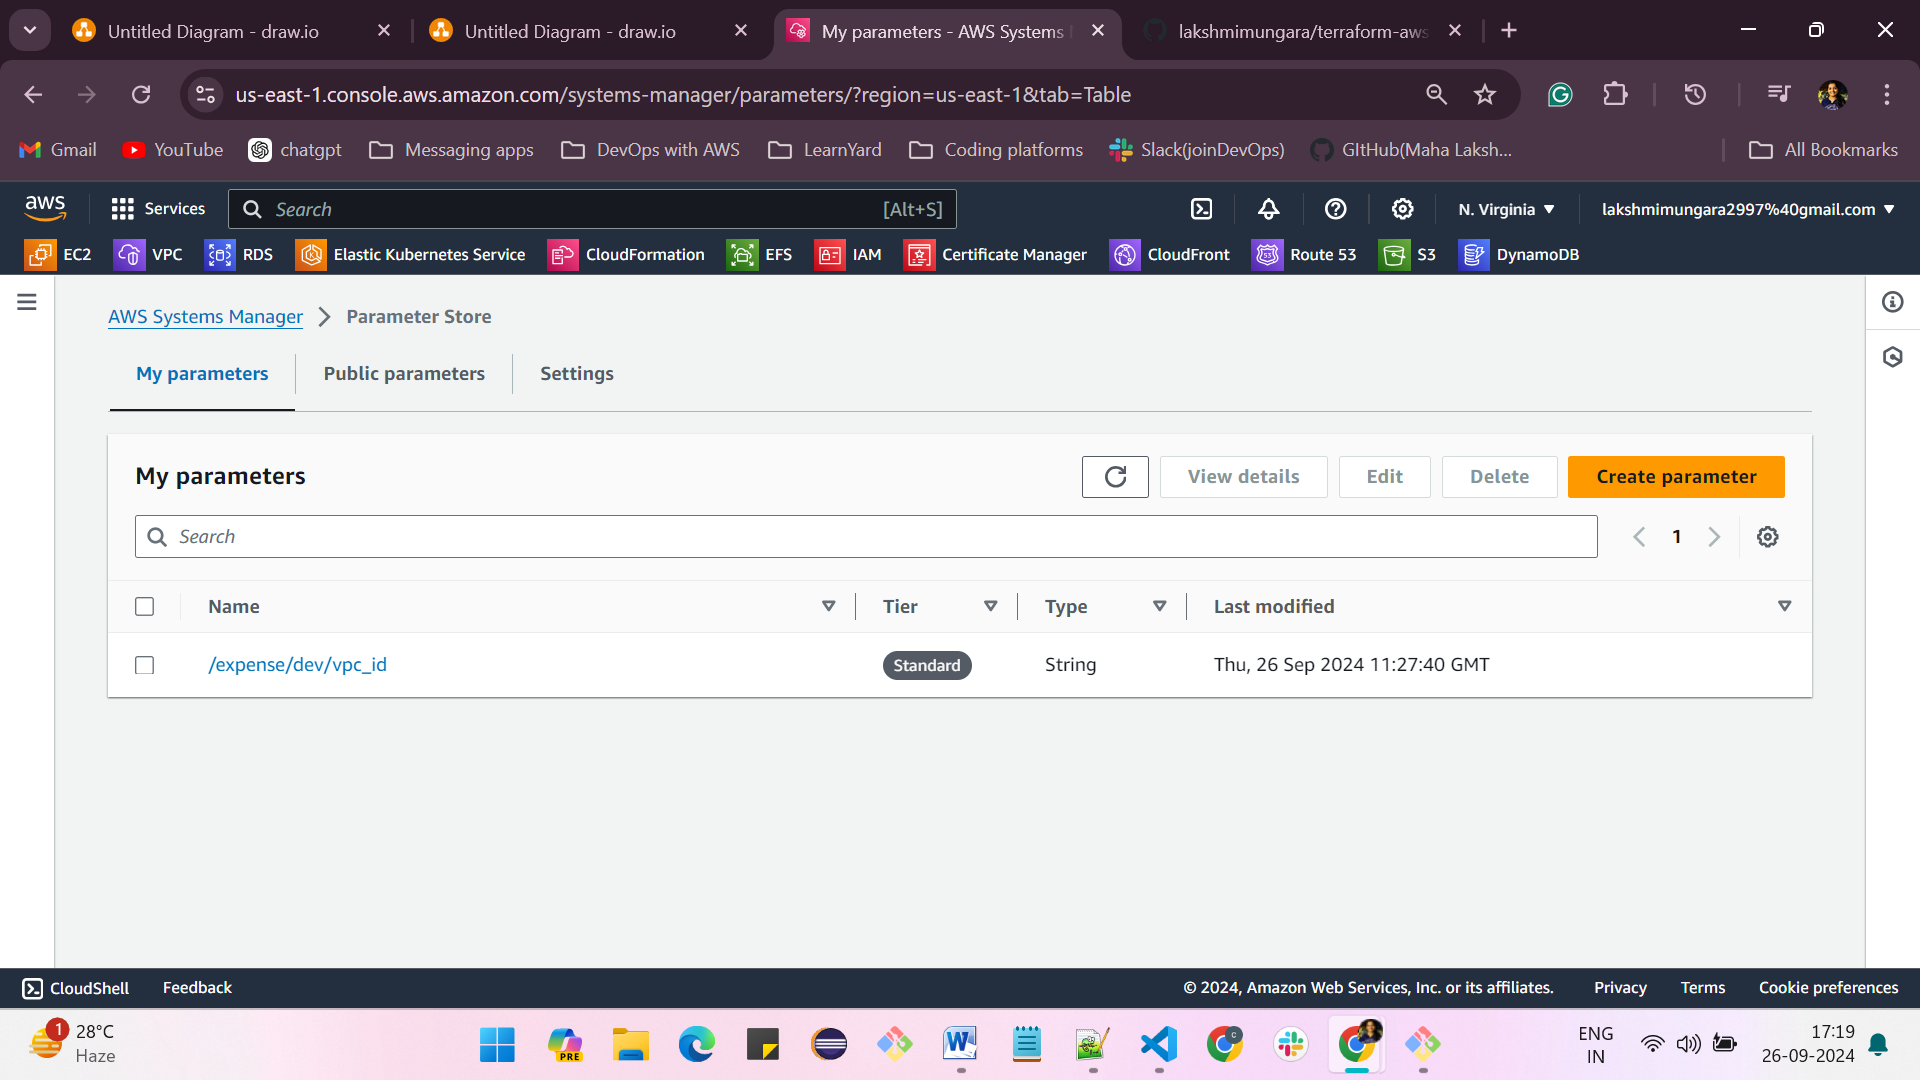 Untitled Diagram - draw.io
Untitled Diagram - draw.io
My parameters - AWS Systems
lakshmimungara/terraform-aws
us-east-1.console.aws.amazon.com/systems-manager/parameters/?region=us-east-1&tab=Table
Gmail YouTube chatgpt Messaging apps DevOps with AWS LearnYard Coding platforms Slack(joinDevOps) GItHub(Maha Laksh... All Bookmarks
aws Services Search [Alt+S] N. Virginia lakshmimungara2997%40gmail.com
EC2 VPC RDS Elastic Kubernetes Service CloudFormation EFS IAM Certificate Manager CloudFront 53 Route 53 S3 DynamoDB
AWS Systems Manager Parameter Store
My parameters Public parameters Settings
My parameters View details Edit Delete Create parameter
Search 1
Name Tier Type Last modified
/expense/dev/vpc_id Standard String Thu, 26 Sep 2024 11:27:40 GMT
CloudShell Feedback © 2024, Amazon Web Services, Inc. or its affiliates. Privacy Terms Cookie preferences
1 28°C
Haze
PRE
W
C
ENG
IN
17:19
26-09-2024